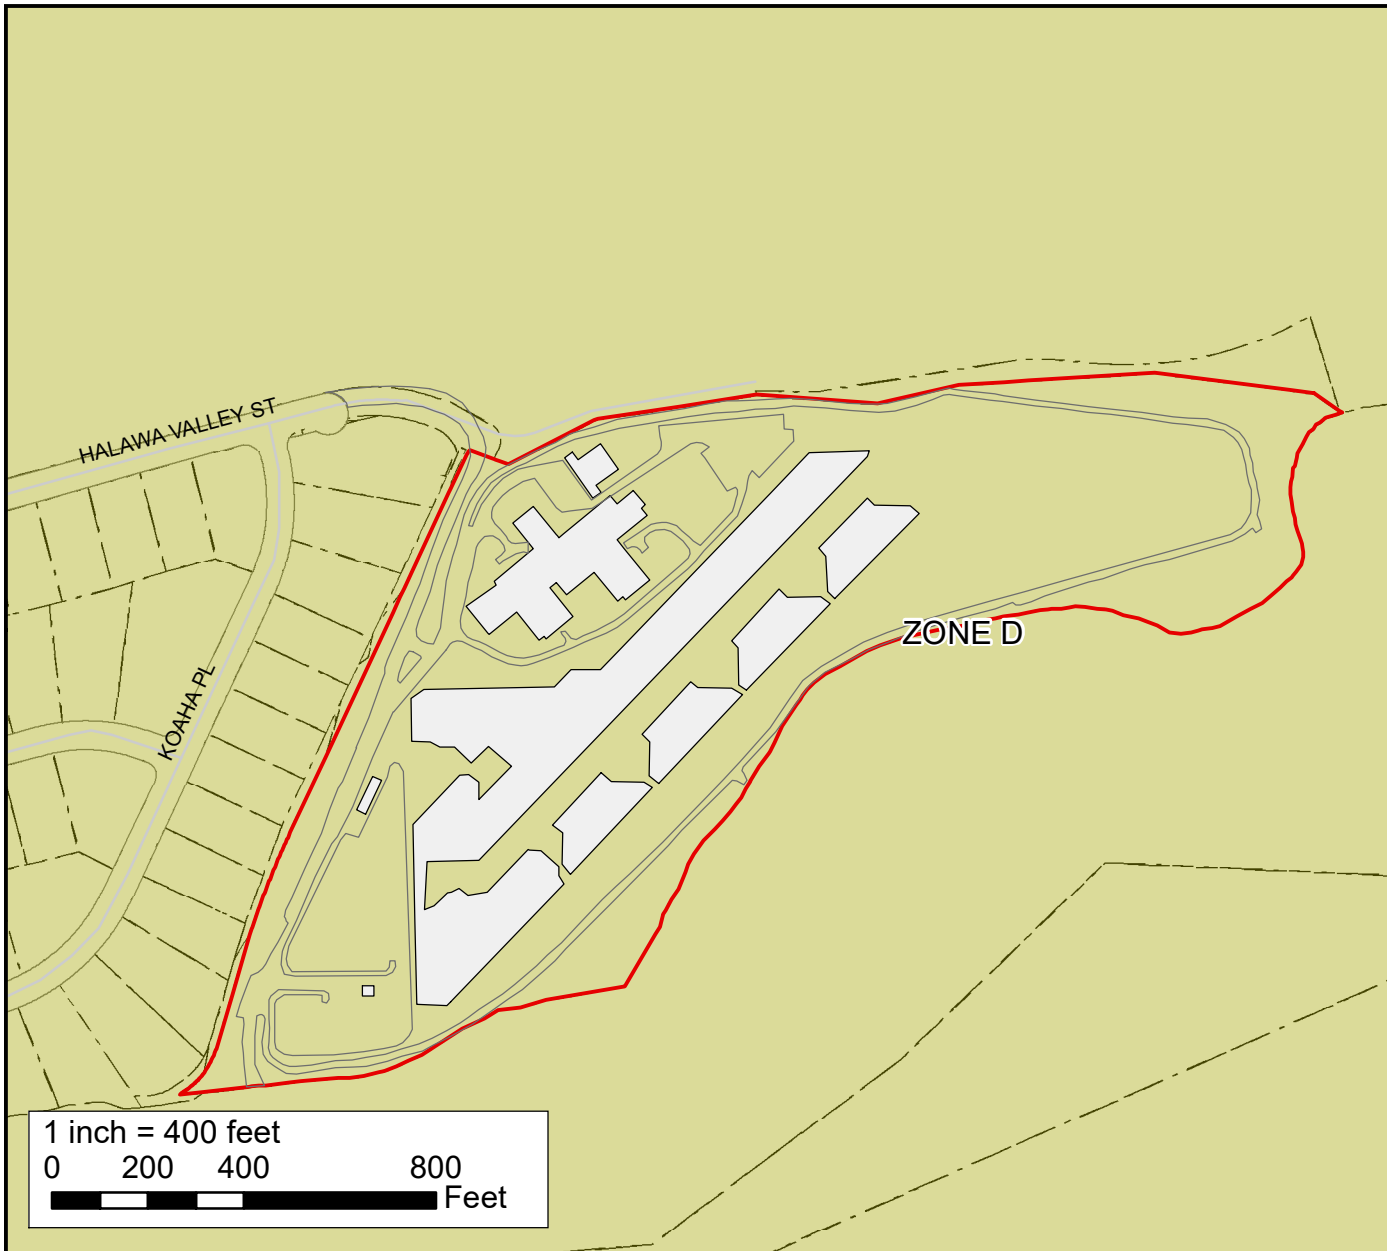 HALAWA VALLEY ST
KOAHA PL
ZONE D
1 inch = 400 feet
0 200 400 800
Feet